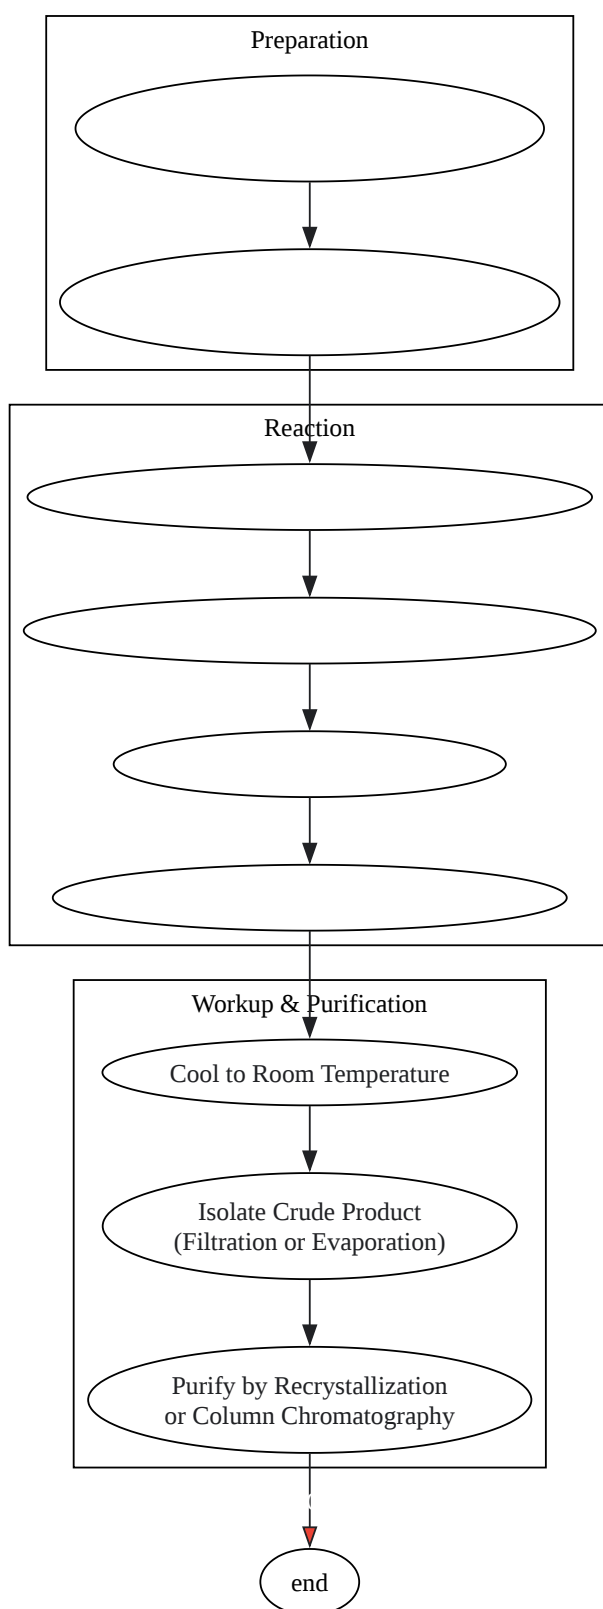 Preparation
Reaction
Workup & Purification
Cool to Room Temperature
Isolate Crude Product
(Filtration or Evaporation)
Purify by Recrystallization
or Column Chromatography
end